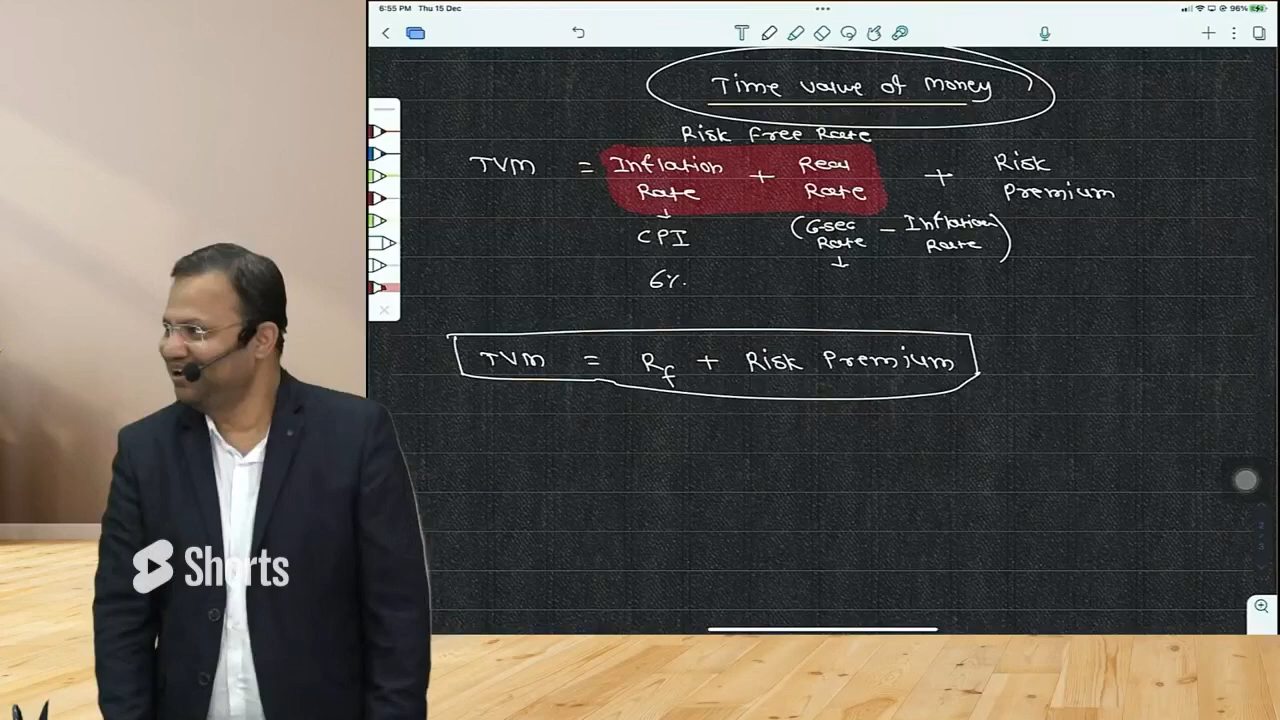 6:55 PM Thu 15 Dec
96%
Time value of money
Risk Free Rate
TVM = Inflation Rate + Real Rate + Risk Premium
CPI
(G-sec Rate - Inflation Rate)
6%.
TVM = Rf + Risk Premium
Shorts